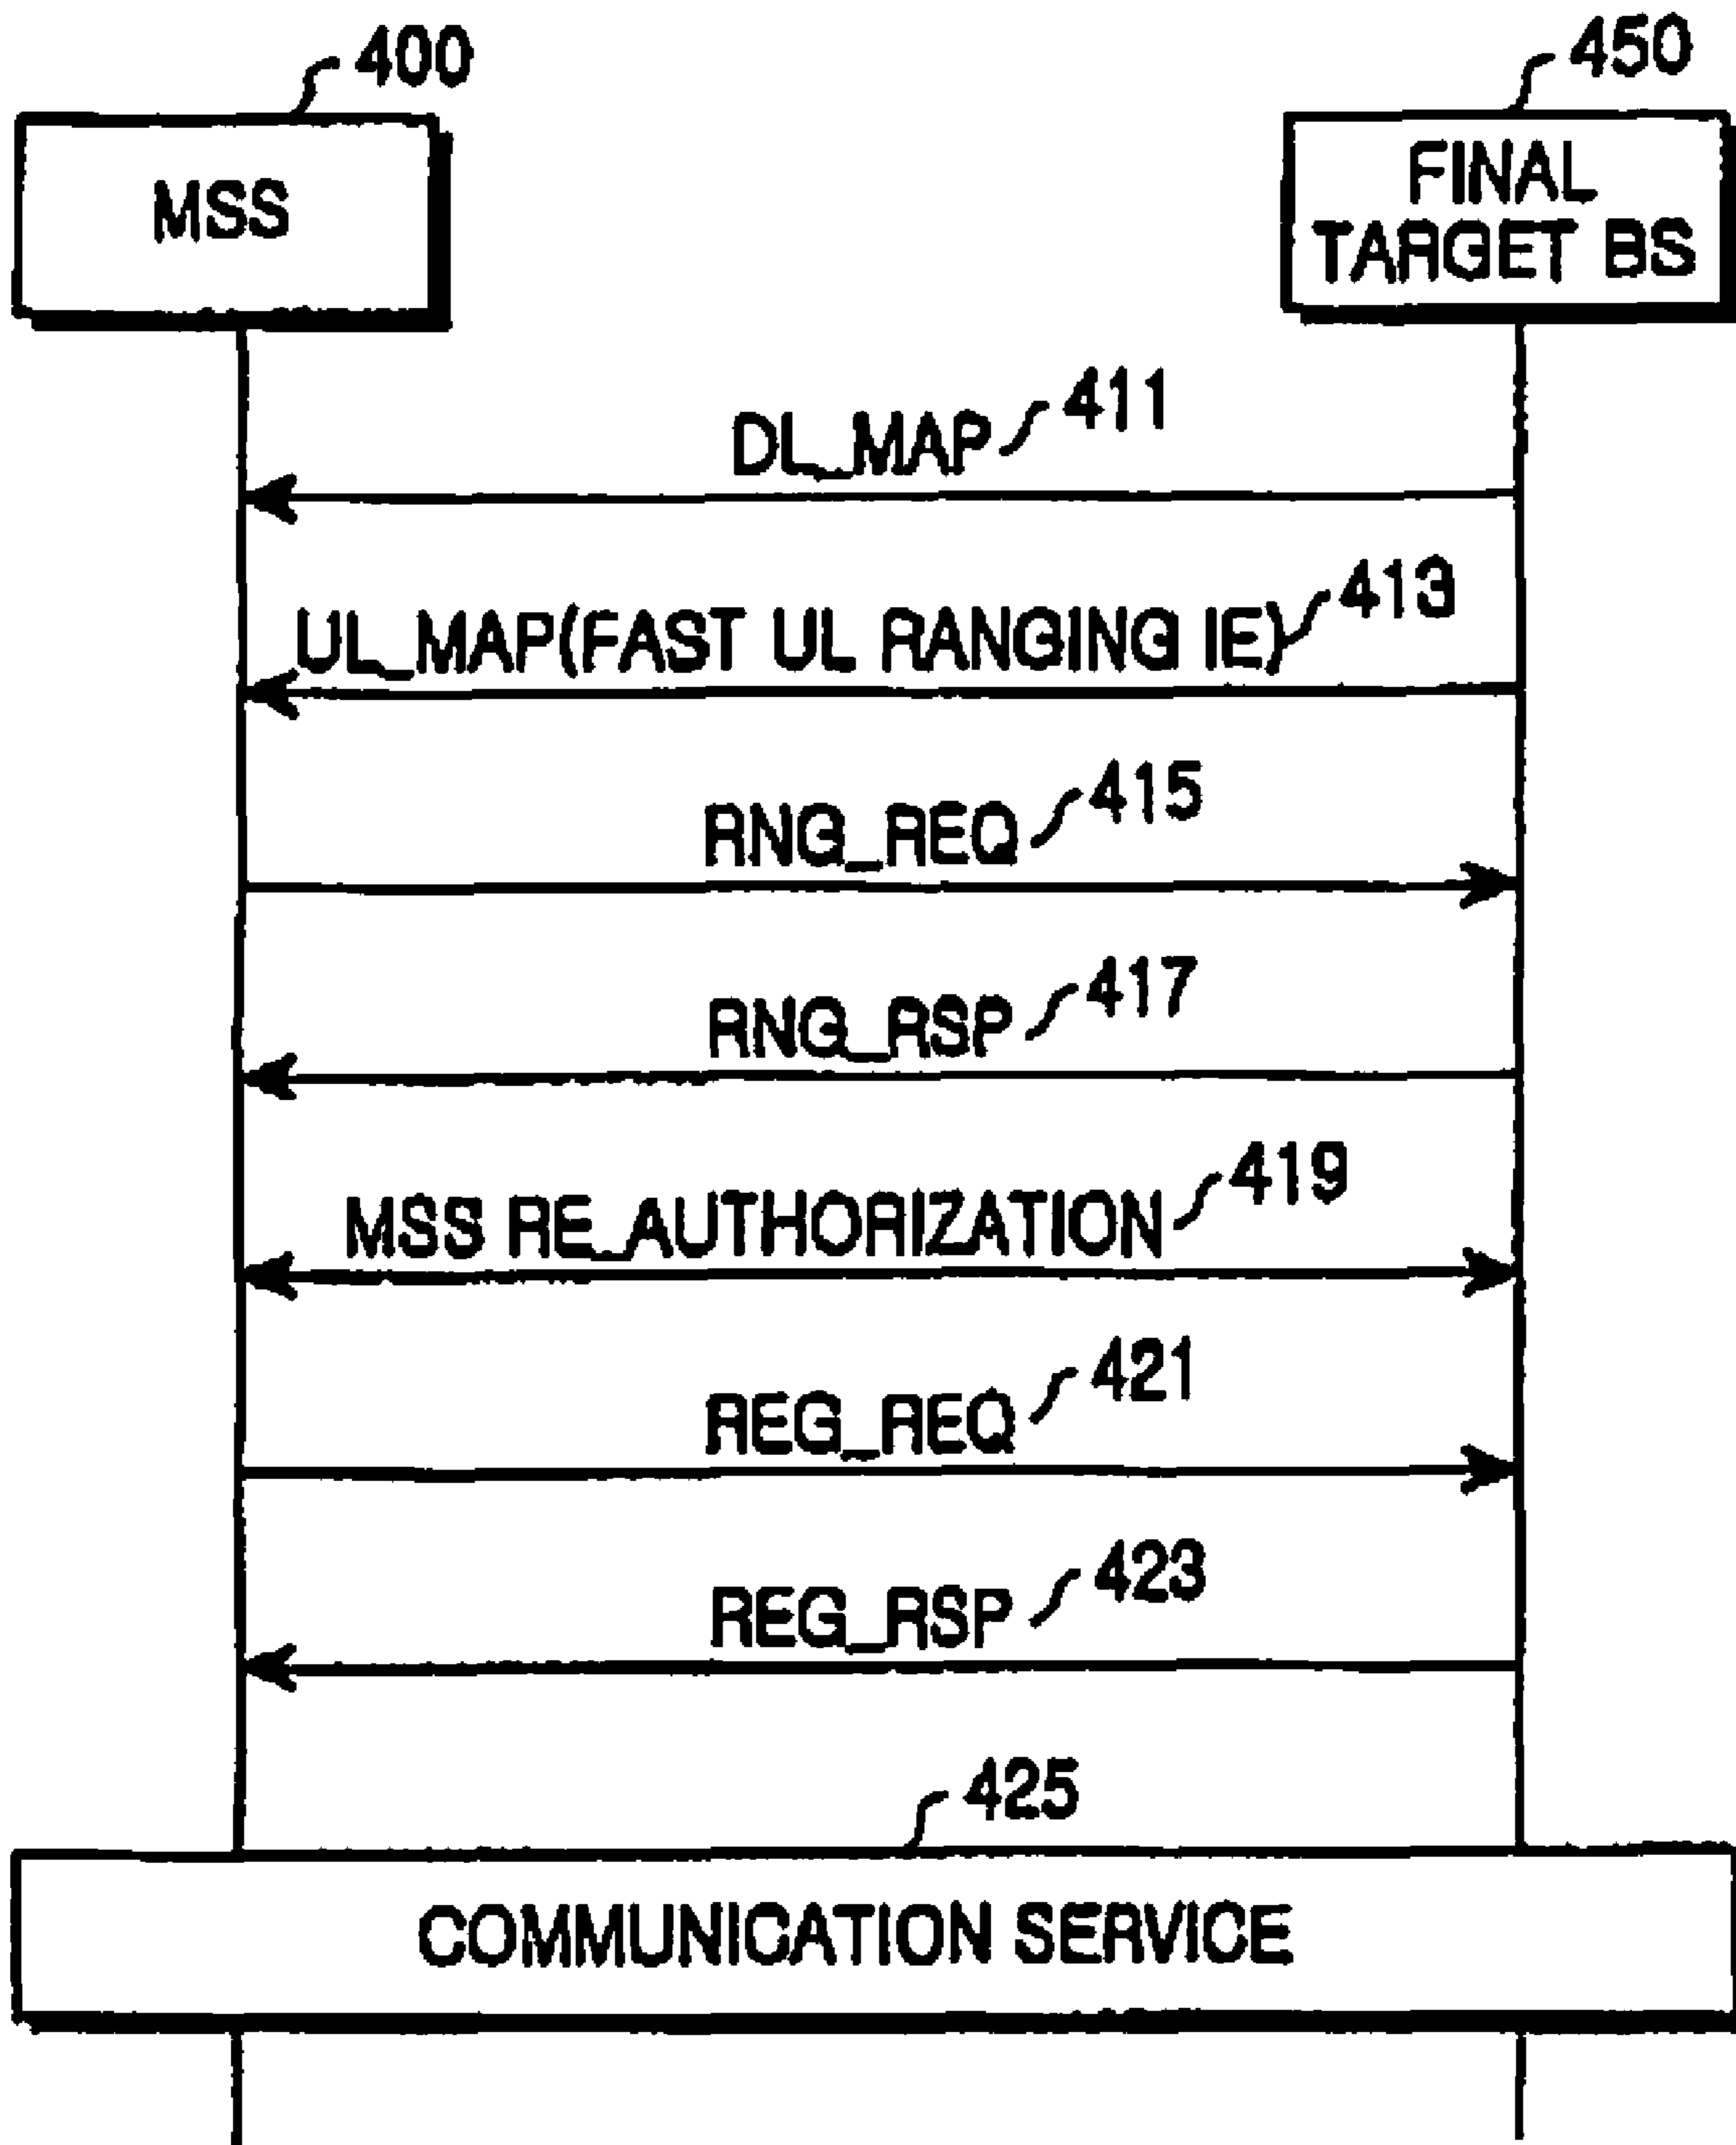 400
450
MSS
FINAL
TARGET BS
DL_MAP 411
UL_MAP(FAST UL RANGING IE) 413
RNG_REQ 415
RNG_RSP 417
MSS RE_AUTHORIZATION 419
REG_REQ 421
REG_RSP 423
425
COMMUNICATION SERVICE